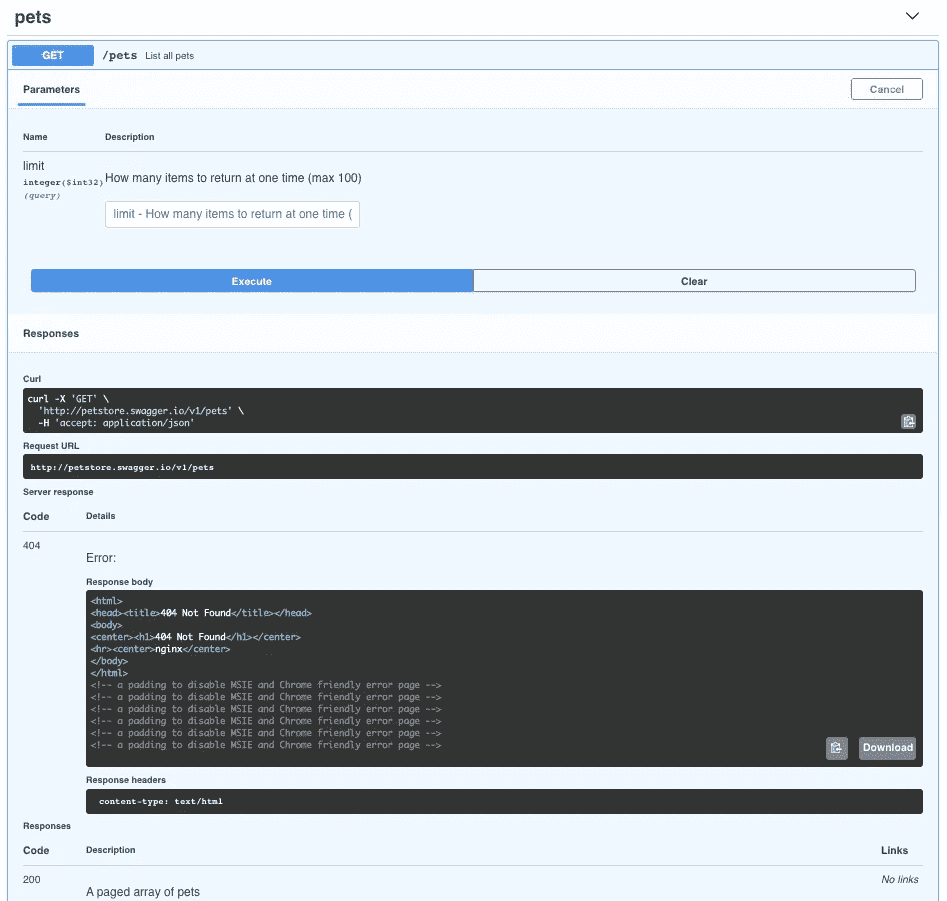 pets
GET /pets List all pets
Parameters
Cancel
Name Description
limit
integer($int32)
(query)
How many items to return at one time (max 100)
limit - How many items to return at one time (
Execute Clear
Responses
Curl
curl -X 'GET' \
'http://petstore.swagger.io/v1/pets' \
-H 'accept: application/json'
Request URL
http://petstore.swagger.io/v1/pets
Server response
Code Details
404
Error:
Response body
<html>
<head><title>404 Not Found</title></head>
<body>
<center><h1>404 Not Found</h1></center>
<hr><center>nginx</center>
</body>
</html>
<!-- a padding to disable MSIE and Chrome friendly error page -->
<!-- a padding to disable MSIE and Chrome friendly error page -->
<!-- a padding to disable MSIE and Chrome friendly error page -->
<!-- a padding to disable MSIE and Chrome friendly error page -->
<!-- a padding to disable MSIE and Chrome friendly error page -->
<!-- a padding to disable MSIE and Chrome friendly error page -->
Download
Response headers
content-type: text/html
Responses
Code Description Links
200
A paged array of pets
No links